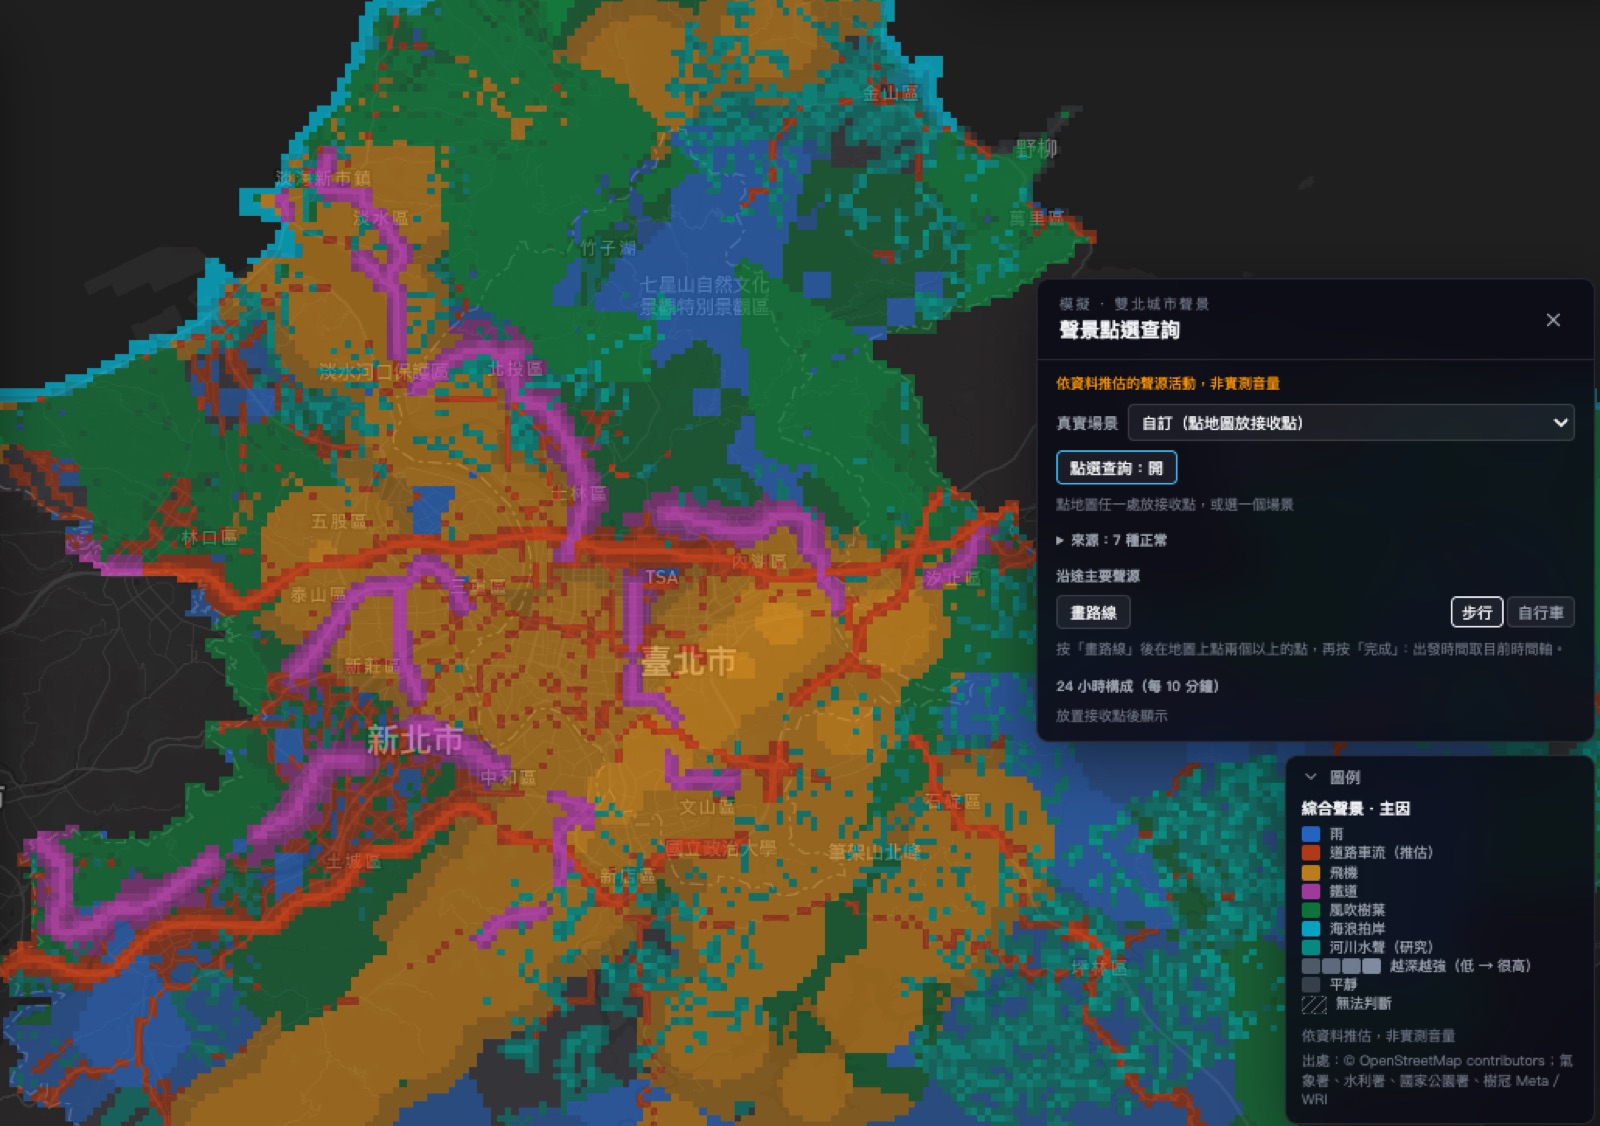 金山區
野柳
淡海新市鎮
淡水區
萬里區
竹子湖
七星山自然文化
景觀特別景觀區
淡水河口保護區
北投區
士林區
五股區
林口區
內湖區
TSA
汐止區
三重區
泰山區
臺北市
新莊區
新北市
中和區
石碇區
文山區
國立政治大學
筆架山北峰
土城區
新店區
坪林區
模擬 · 雙北城市聲景
聲景點選查詢
依資料推估的聲源活動，非實測音量
真實場景
自訂（點地圖放接收點）
點選查詢：開
點地圖任一處放接收點，或選一個場景
▶ 來源：7 種正常
沿途主要聲源
畫路線
步行
自行車
按「畫路線」後在地圖上點兩個以上的點，再按「完成」；出發時間取目前時間軸。
24 小時構成（每 10 分鐘）
放置接收點後顯示
圖例
綜合聲景 · 主因
雨
道路車流（推估）
飛機
鐵道
風吹樹葉
海浪拍岸
河川水聲（研究）
越深越強（低 → 很高）
平靜
無法判斷
依資料推估，非實測音量
出處：© OpenStreetMap contributors；氣
象署、水利署、國家公園署、樹冠 Meta /
WRI